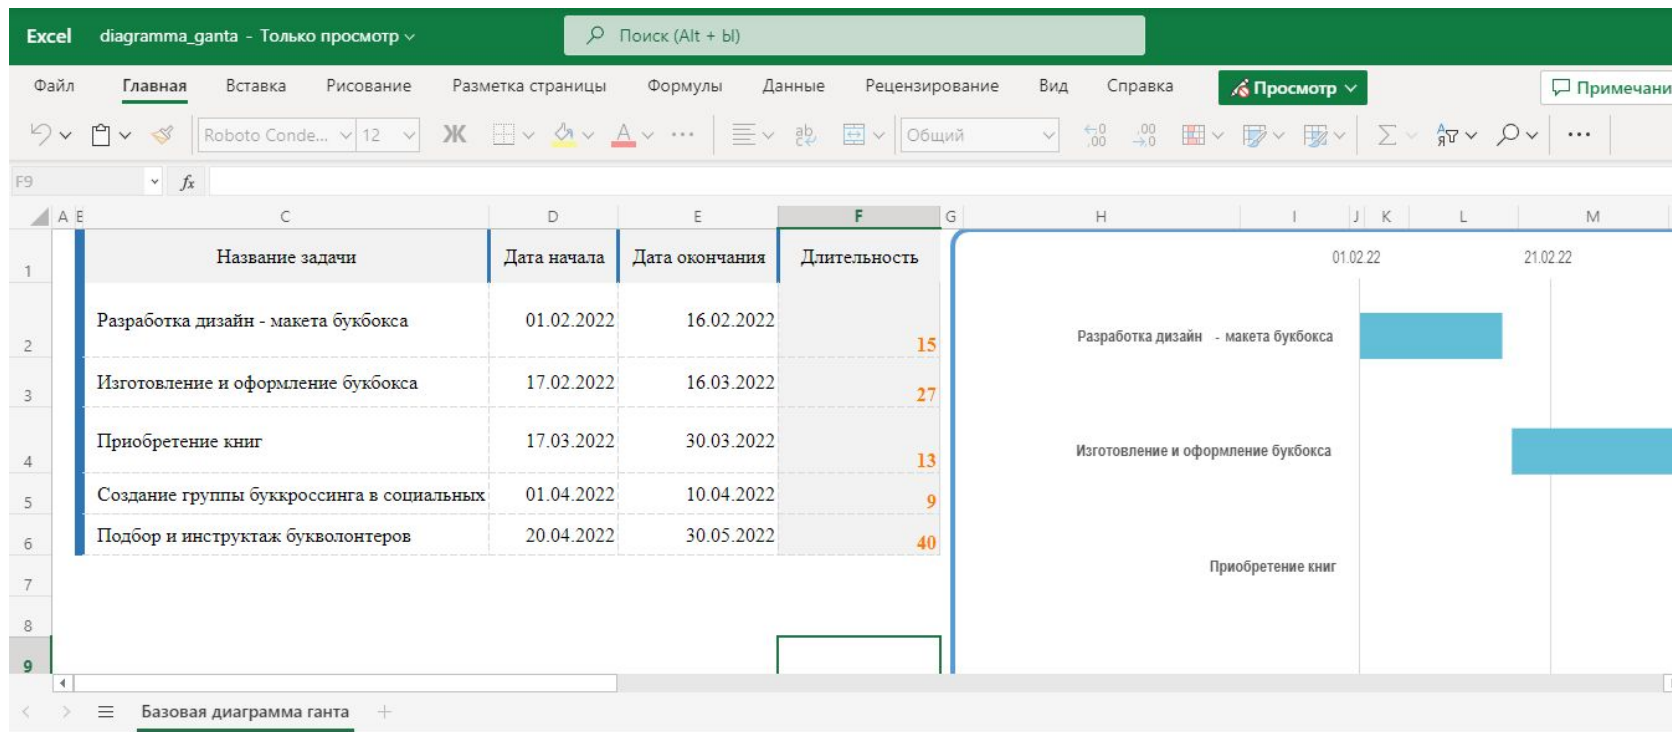 Excel diagramma_ganta - Только просмотр Поиск (Alt + Ы)
Файл Главная Вставка Рисование Разметка страницы Формулы Данные Рецензирование Вид Справка Просмотр Примечани
Roboto Conde... 12 Ж А ... ab Общий Σ ...
F9 fx
A C D E F G H I J K L M
1 Название задачи Дата начала Дата окончания Длительность 01.02.22 21.02.22
2 Разработка дизайн - макета букбокса 01.02.2022 16.02.2022 15 Разработка дизайн - макета букбокса
3 Изготовление и оформление букбокса 17.02.2022 16.03.2022 27
4 Приобретение книг 17.03.2022 30.03.2022 13 Изготовление и оформление букбокса
5 Создание группы буккроссинга в социальных 01.04.2022 10.04.2022 9
6 Подбор и инструктаж букволонтеров 20.04.2022 30.05.2022 40
7 Приобретение книг
8
9
Базовая диаграмма ганта